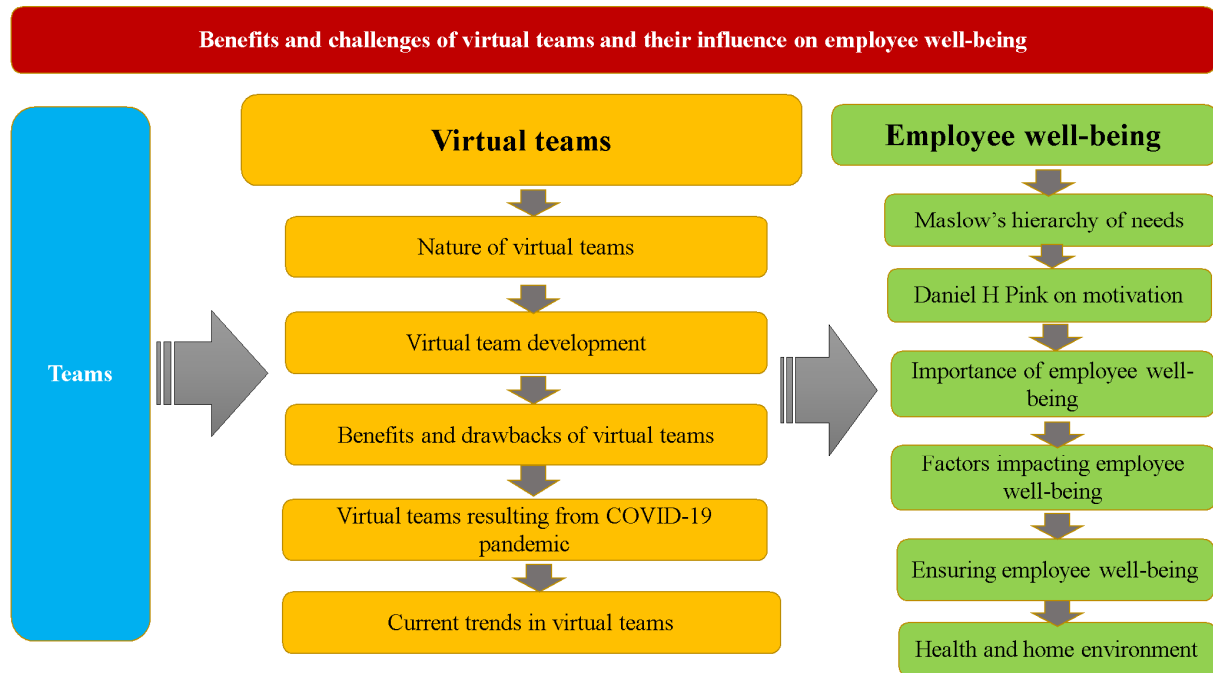 Benefits and challenges of virtual teams and their influence on employee well-being
Teams
Virtual teams
Nature of virtual teams
Virtual team development
Benefits and drawbacks of virtual teams
Virtual teams resulting from COVID-19
pandemic
Current trends in virtual teams
Employee well-being
Maslow’s hierarchy of needs
Daniel H Pink on motivation
Importance of employee well-
being
Factors impacting employee
well-being
Ensuring employee well-being
Health and home environment